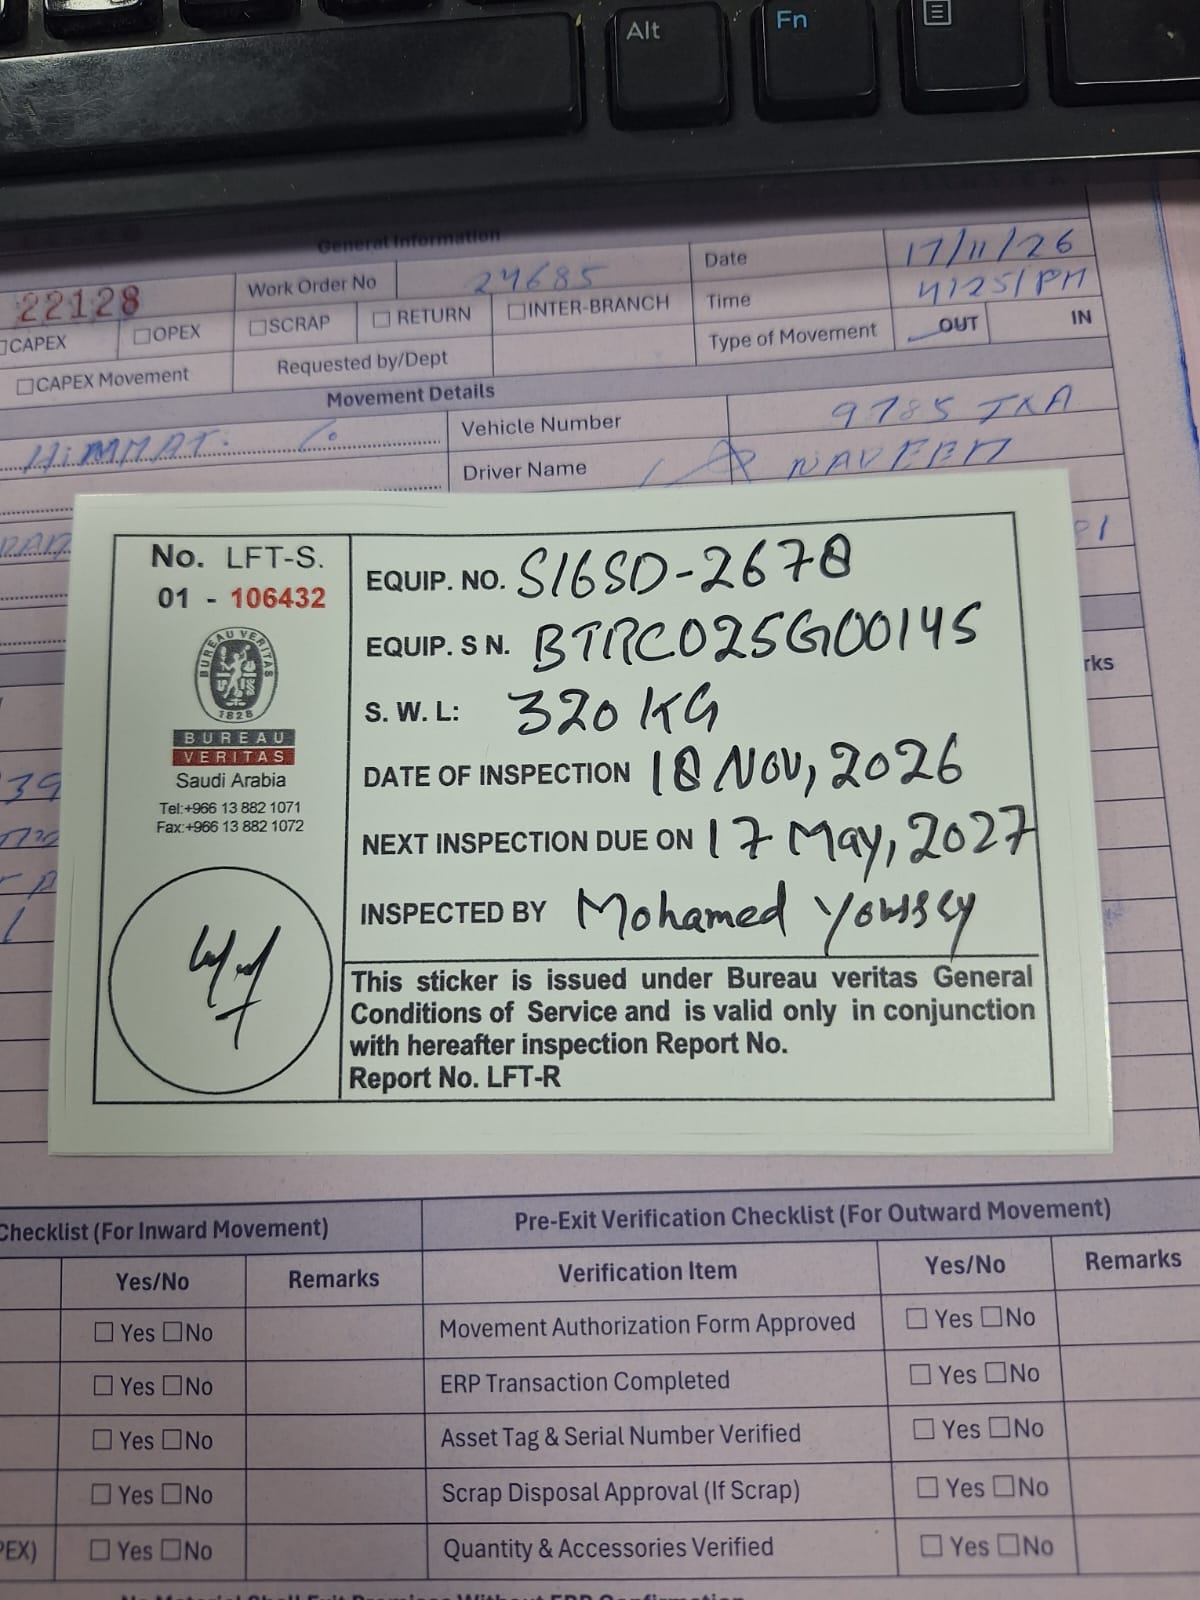 Alt
Fn
General Information
22128
Work Order No
24685
Date
17/11/26
CAPEX
OPEX
SCRAP
RETURN
INTER-BRANCH
Time
4:25/PM
CAPEX Movement
Requested by/Dept
Type of Movement
OUT
IN
Movement Details
HIMMAT.
Vehicle Number
9785 TXA
Driver Name
NAVEED
No. LFT-S.
01 - 106432
BUREAU VERITAS
1828
BUREAU
VERITAS
Saudi Arabia
Tel:+966 13 882 1071
Fax:+966 13 882 1072
EQUIP. NO. S16SD-2678
EQUIP. S N. BTRC025G00145
S. W. L: 320 KG
DATE OF INSPECTION 18 Nov, 2026
NEXT INSPECTION DUE ON 17 May, 2027
INSPECTED BY Mohamed Youssy
This sticker is issued under Bureau veritas General
Conditions of Service and is valid only in conjunction
with hereafter inspection Report No.
Report No. LFT-R
rks
39
Checklist (For Inward Movement)
Yes/No
Remarks
Yes No
Yes No
Yes No
Yes No
PEX)
Yes No
Pre-Exit Verification Checklist (For Outward Movement)
Verification Item
Yes/No
Remarks
Movement Authorization Form Approved
Yes No
ERP Transaction Completed
Yes No
Asset Tag & Serial Number Verified
Yes No
Scrap Disposal Approval (If Scrap)
Yes No
Quantity & Accessories Verified
Yes No